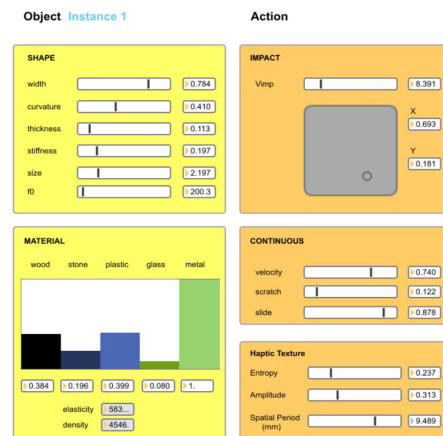 Object Instance 1
Action
SHAPE
width 0.784
curvature 0.410
thickness 0.113
stiffness 0.197
size 2.197
f0 200.3
IMPACT
Vimp 8.391
X
0.693
Y
0.181
MATERIAL
wood stone plastic glass metal
0.384 0.196 0.399 0.080 1.
elasticity 583...
density 4546.
CONTINUOUS
velocity 0.740
scratch 0.122
slide 0.878
Haptic Texture
Entropy 0.237
Amplitude 0.313
Spatial Period 9.489
(mm)